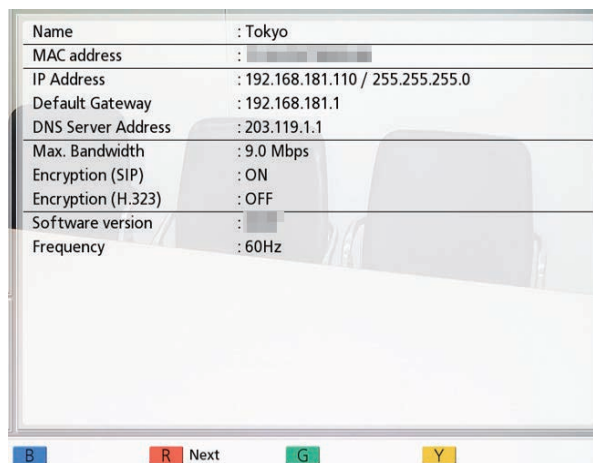 Name : Tokyo
MAC address :
IP Address : 192.168.181.110 / 255.255.255.0
Default Gateway : 192.168.181.1
DNS Server Address : 203.119.1.1
Max. Bandwidth : 9.0 Mbps
Encryption (SIP) : ON
Encryption (H.323) : OFF
Software version :
Frequency : 60Hz
B R Next G Y